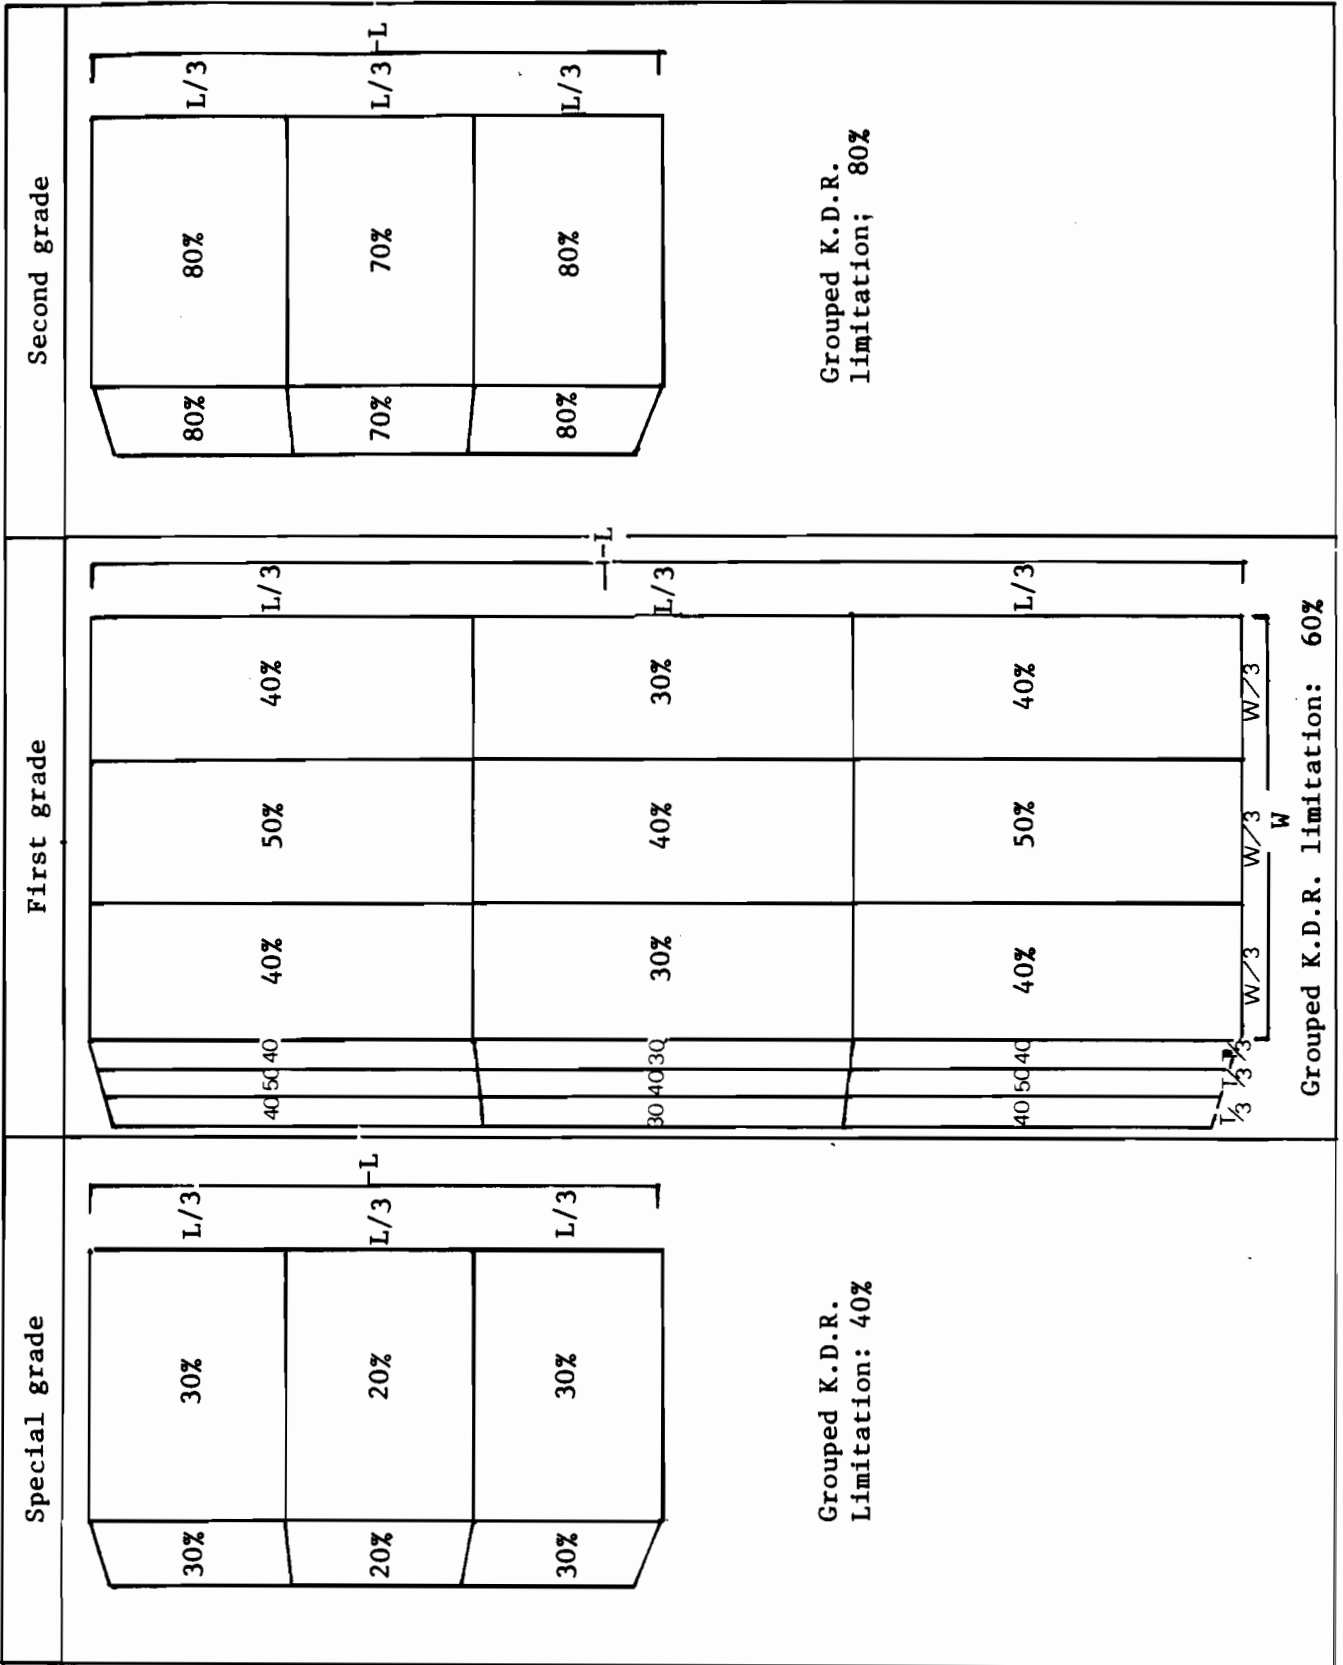 Special grade
30%
20%
30%
30%
20%
30%
L/3
L/3
L/3
L
Grouped K.D.R.
Limitation: 40%
First grade
40 50 40
30 40 30
40 50 40
40%
50%
40%
30%
40%
30%
40%
50%
40%
L/3
L/3
L/3
L
T/3
T/3
W/3
W/3
W/3
W
Grouped K.D.R. limitation: 60%
Second grade
80%
70%
80%
80%
70%
80%
L/3
L/3
L/3
L
Grouped K.D.R.
limitation; 80%